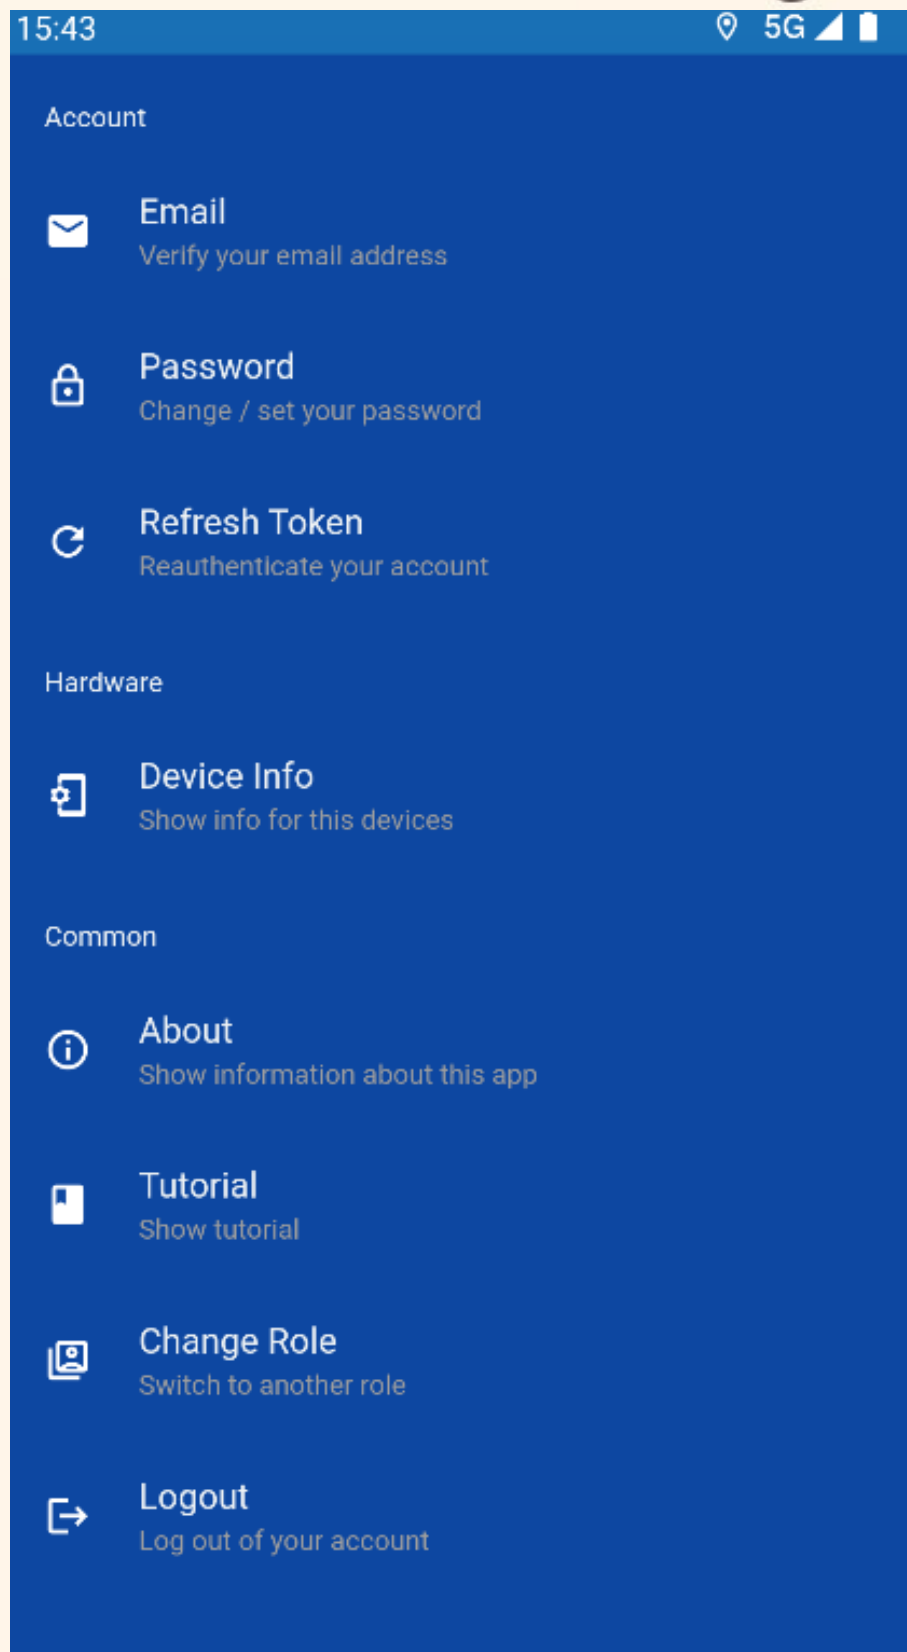 15:43 5G
Account
Email
Verify your email address
Password
Change / set your password
Refresh Token
Reauthenticate your account
Hardware
Device Info
Show info for this devices
Common
About
Show information about this app
Tutorial
Show tutorial
Change Role
Switch to another role
Logout
Log out of your account